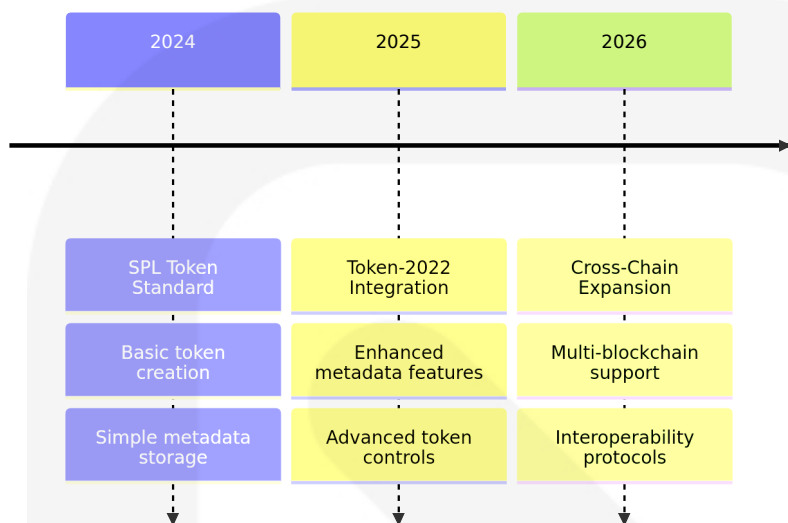 2024
2025
2026
SPL Token
Standard
Token-2022
Integration
Cross-Chain
Expansion
Basic token
creation
Enhanced
metadata features
Multi-blockchain
support
Simple metadata
storage
Advanced token
controls
Interoperability
protocols